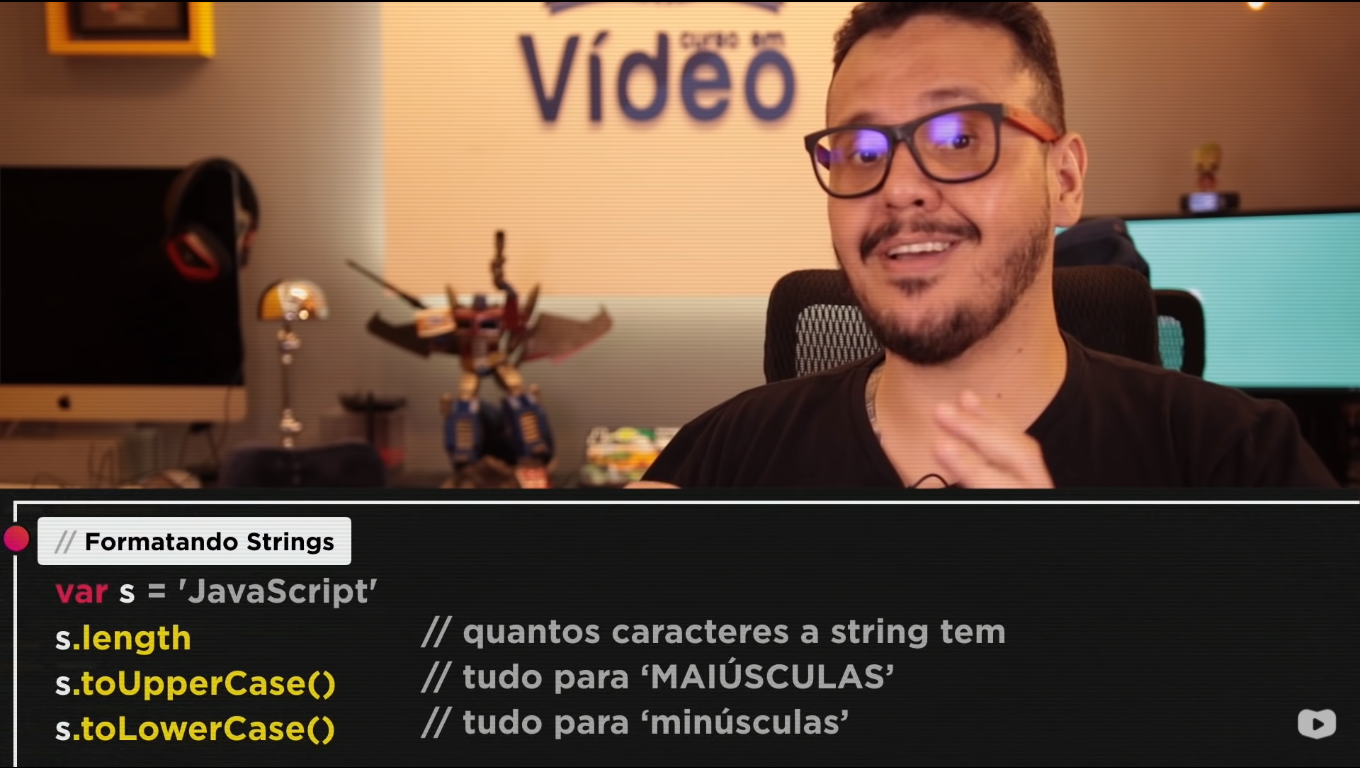 curso em
Vídeo
// Formatando Strings
var s = 'JavaScript'
s.length // quantos caracteres a string tem
s.toUpperCase() // tudo para ‘MAIÚSCULAS’
s.toLowerCase() // tudo para ‘minúsculas’